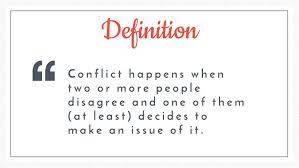 Definition
“
Conflict happens when
two or more people
disagree and one of them
(at least) decides to
make an issue of it.